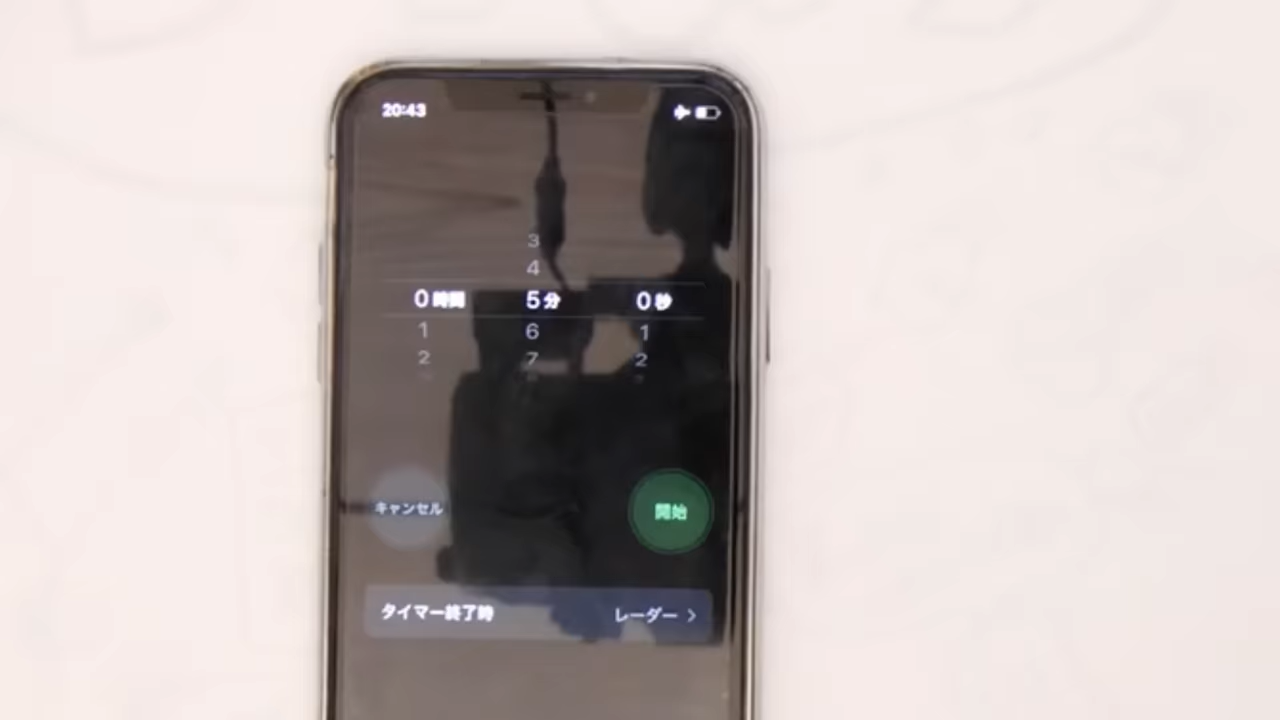 20:43
3
4
0 時間 5 分 0 秒
1 6 1
2 7 2
キャンセル 開始
タイマー終了時 レーダー >